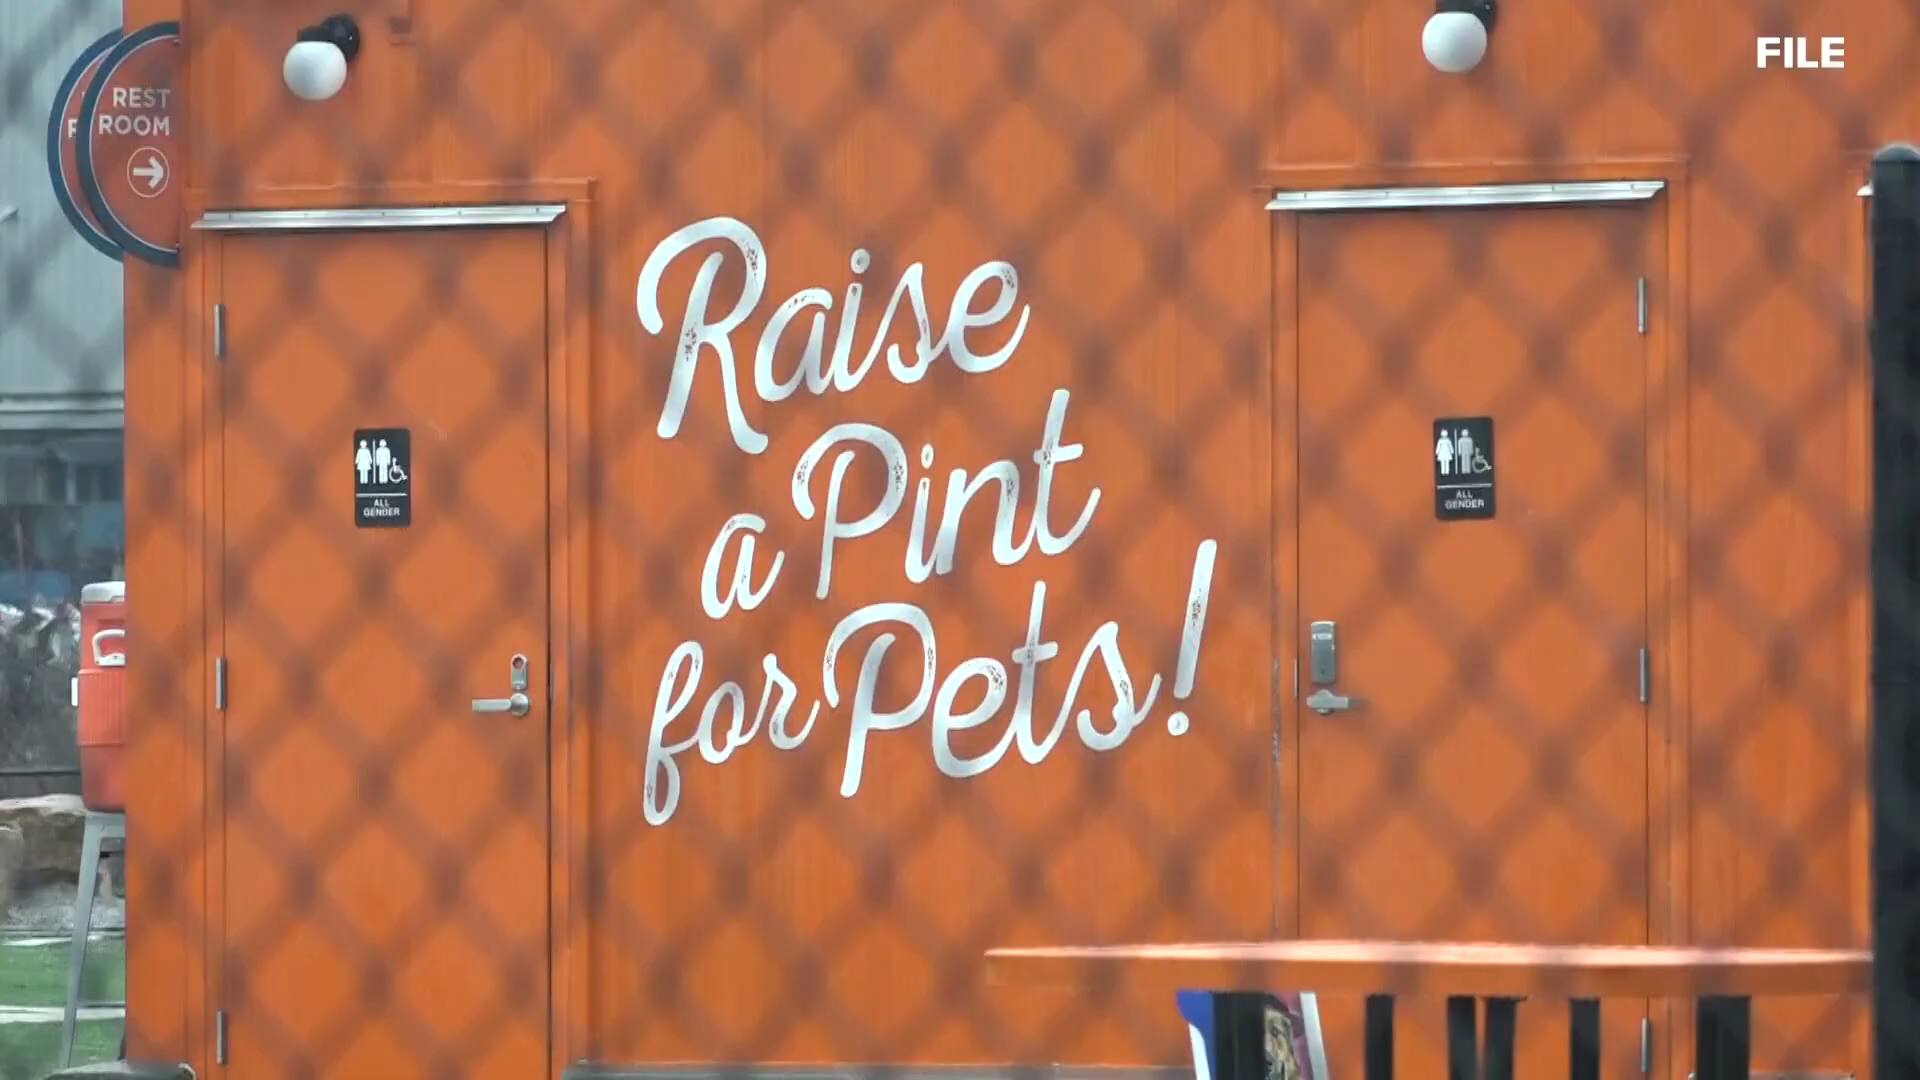 FILE
REST
ROOM
Raise
a Pint
for Pets!
ALL
GENDER
ALL
GENDER